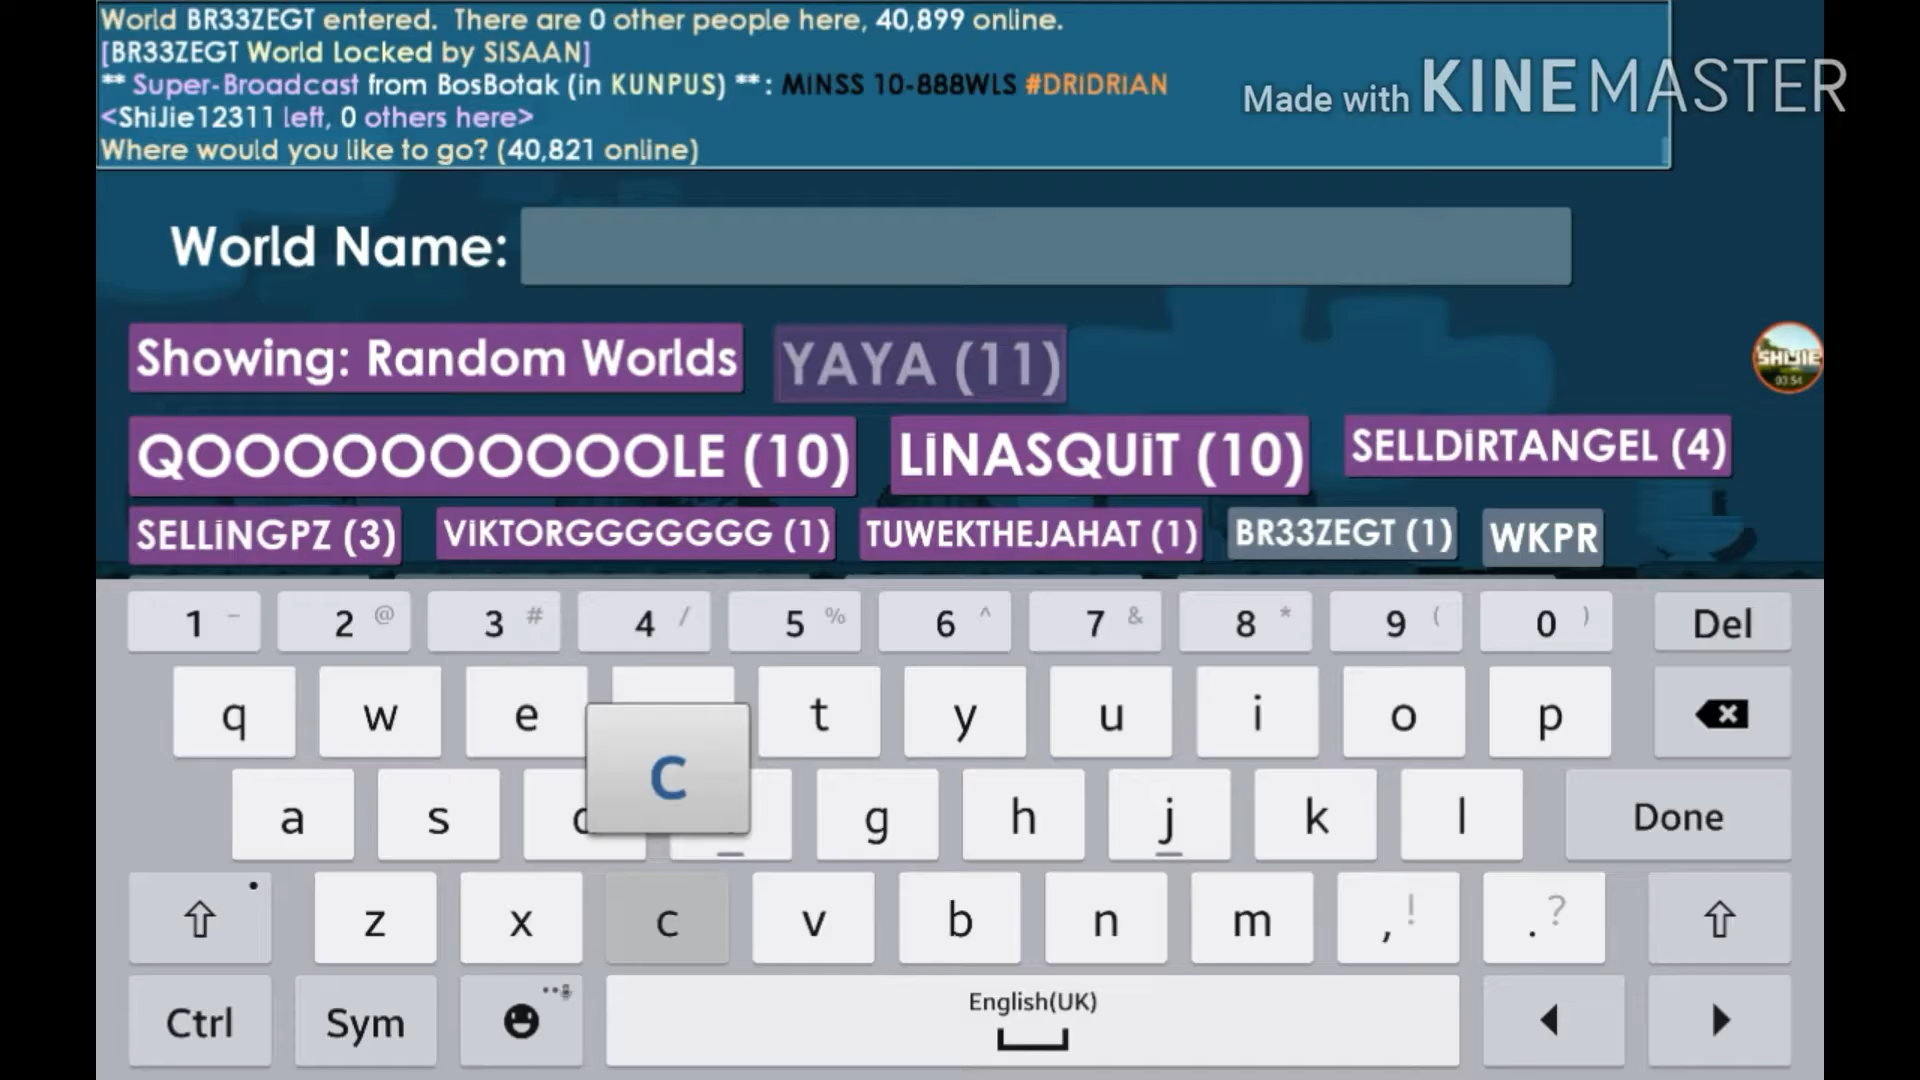 World BR33ZEGT entered.  There are 0 other people here, 40,899 online.
[BR33ZEGT World Locked by SISAAN]
** Super-Broadcast from BosBotak (in KUNPUS) ** : MiNSS 10-888WLS #DRiDRiAN
<ShiJie12311 left, 0 others here>
Where would you like to go? (40,821 online)
Made with KINEMASTER
World Name:
Showing: Random Worlds YAYA (11)
QOOOOOOOOOOLE (10) LiNASQUiT (10) SELLDiRTANGEL (4)
SELLiNGPZ (3) ViKTORGGGGGGG (1) TUWEKTHEJAHAT (1) BR33ZEGT (1) WKPR
SHIJIE
03:54
1 - 2 @ 3 # 4 / 5 % 6 ^ 7 & 8 * 9 ( 0 ) Del
q w e t y u i o p
C
a s g h j k l Done
z x c v b n m , ! . ?
Ctrl Sym English(UK)